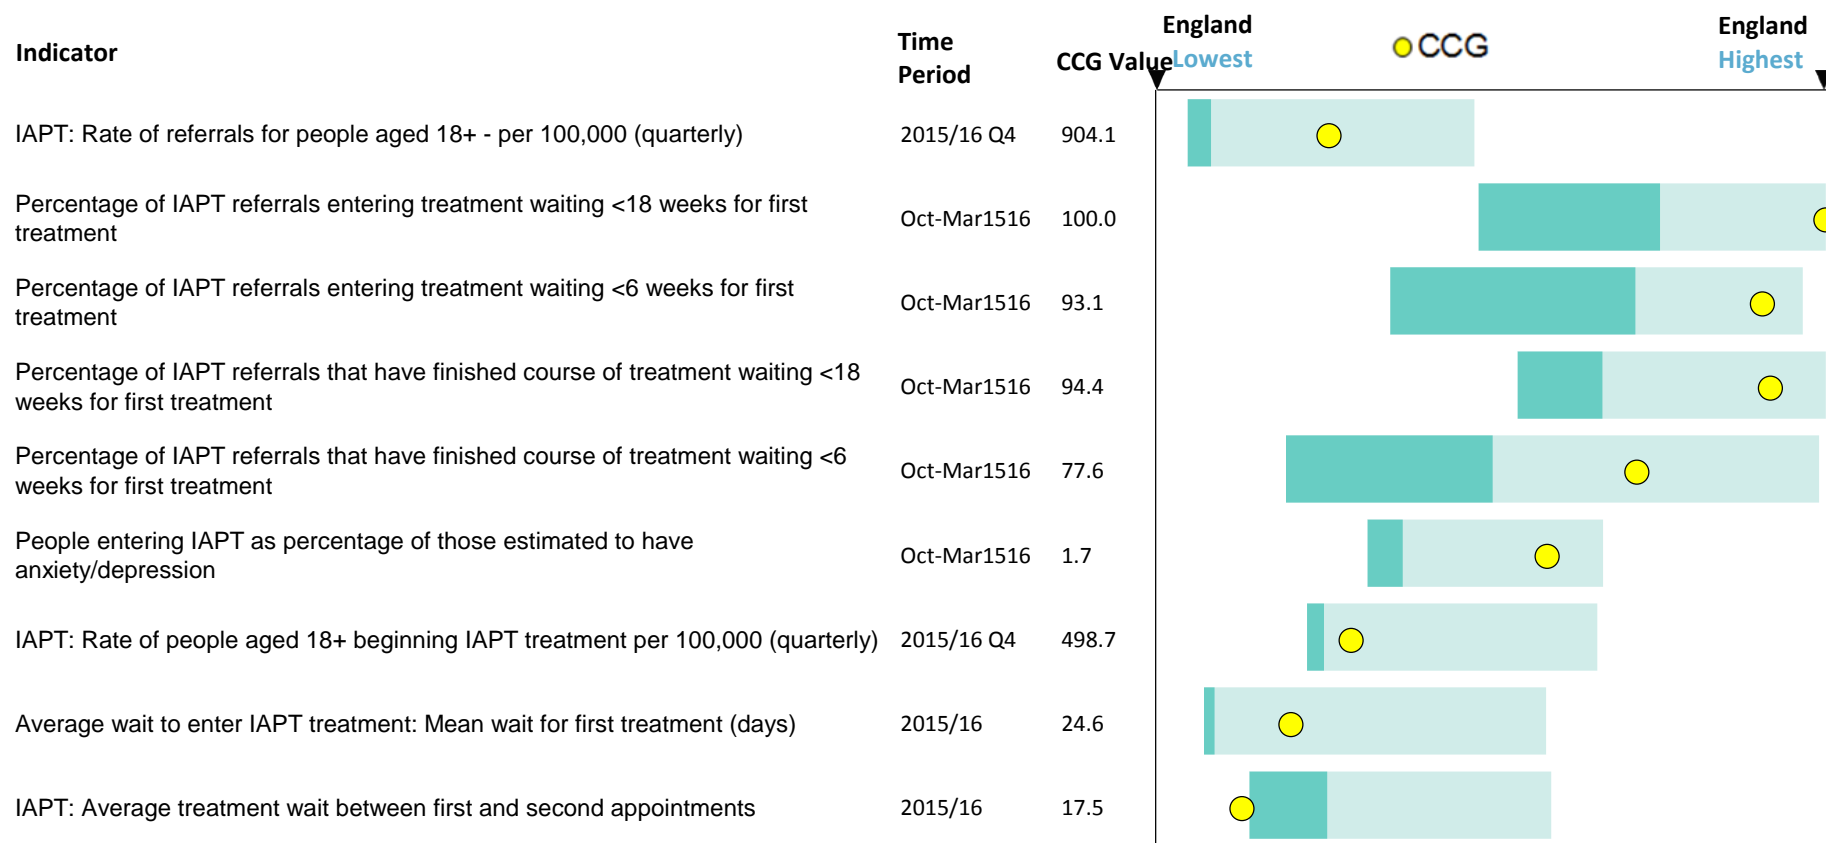 Indicator
Time
Period
CCG Value
England
Lowest
CCG
England
Highest
IAPT: Rate of referrals for people aged 18+ - per 100,000 (quarterly) 2015/16 Q4 904.1
Percentage of IAPT referrals entering treatment waiting <18 weeks for first
treatment
Oct-Mar1516 100.0
Percentage of IAPT referrals entering treatment waiting <6 weeks for first
treatment
Oct-Mar1516 93.1
Percentage of IAPT referrals that have finished course of treatment waiting <18
weeks for first treatment
Oct-Mar1516 94.4
Percentage of IAPT referrals that have finished course of treatment waiting <6
weeks for first treatment
Oct-Mar1516 77.6
People entering IAPT as percentage of those estimated to have
anxiety/depression
Oct-Mar1516 1.7
IAPT: Rate of people aged 18+ beginning IAPT treatment per 100,000 (quarterly) 2015/16 Q4 498.7
Average wait to enter IAPT treatment: Mean wait for first treatment (days) 2015/16 24.6
IAPT: Average treatment wait between first and second appointments 2015/16 17.5